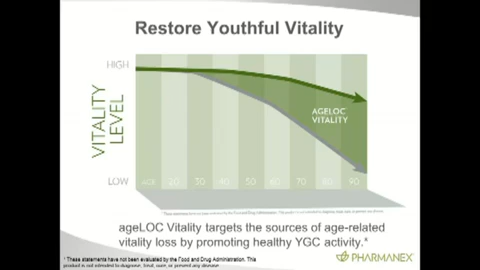 Restore Youthful Vitality
HIGH
VITALITY
LEVEL
AGELOC
VITALITY
LOW
20 30 40 50 60 70 80 90
ageLOC Vitality targets the sources of age-related
vitality loss by promoting healthy YGC activity.*
* These statements have not been evaluated by the Food and Drug Administration. This
product is not intended to diagnose, treat, cure, or prevent any disease
PHARMANEX